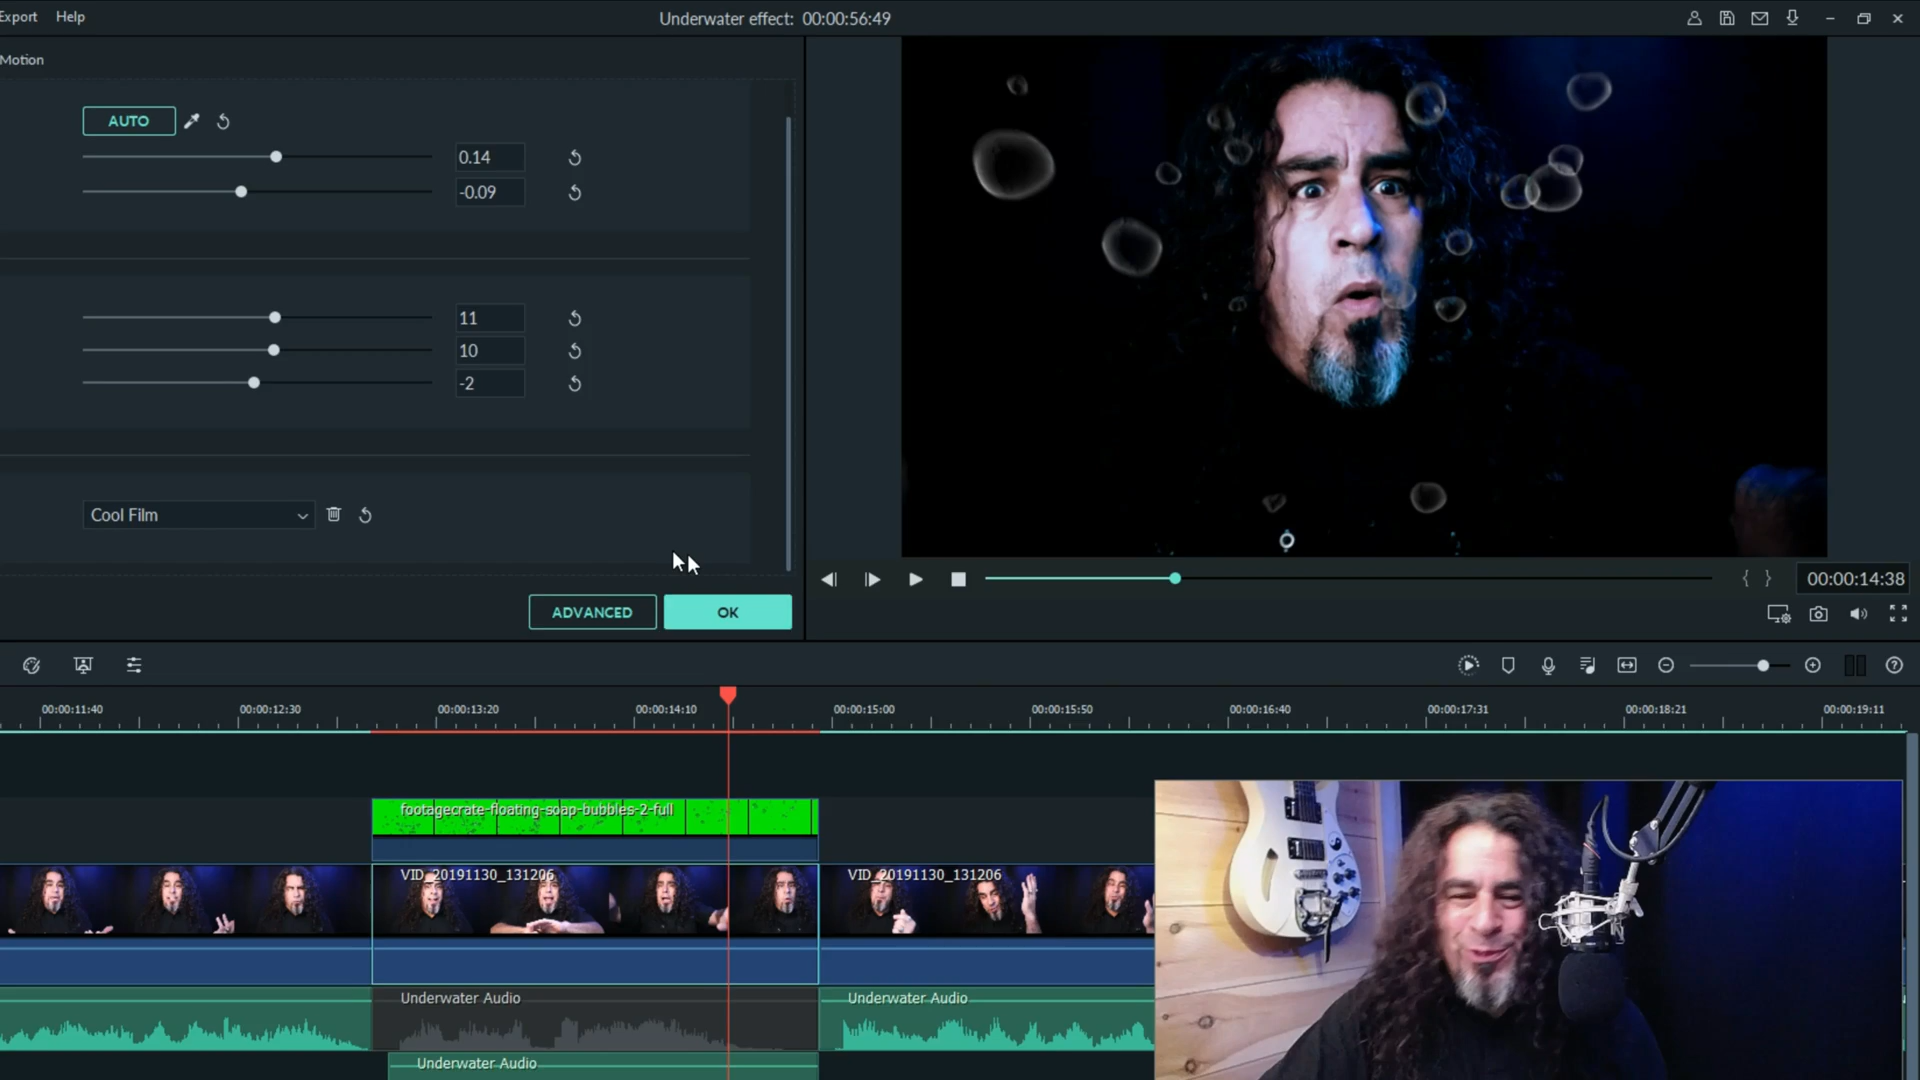 Export Help
Underwater effect: 00:00:56:49
Motion
AUTO
0.14
-0.09
11
10
-2
Cool Film
ADVANCED OK
00:00:14:38
00:00:11:40 00:00:12:30 00:00:13:20 00:00:14:10 00:00:15:00 00:00:15:50 00:00:16:40 00:00:17:31 00:00:18:21 00:00:19:11
footagecrate-floating-soap-bubbles-2-full
VID_20191130_131206 VID_20191130_131206
Underwater Audio Underwater Audio
Underwater Audio